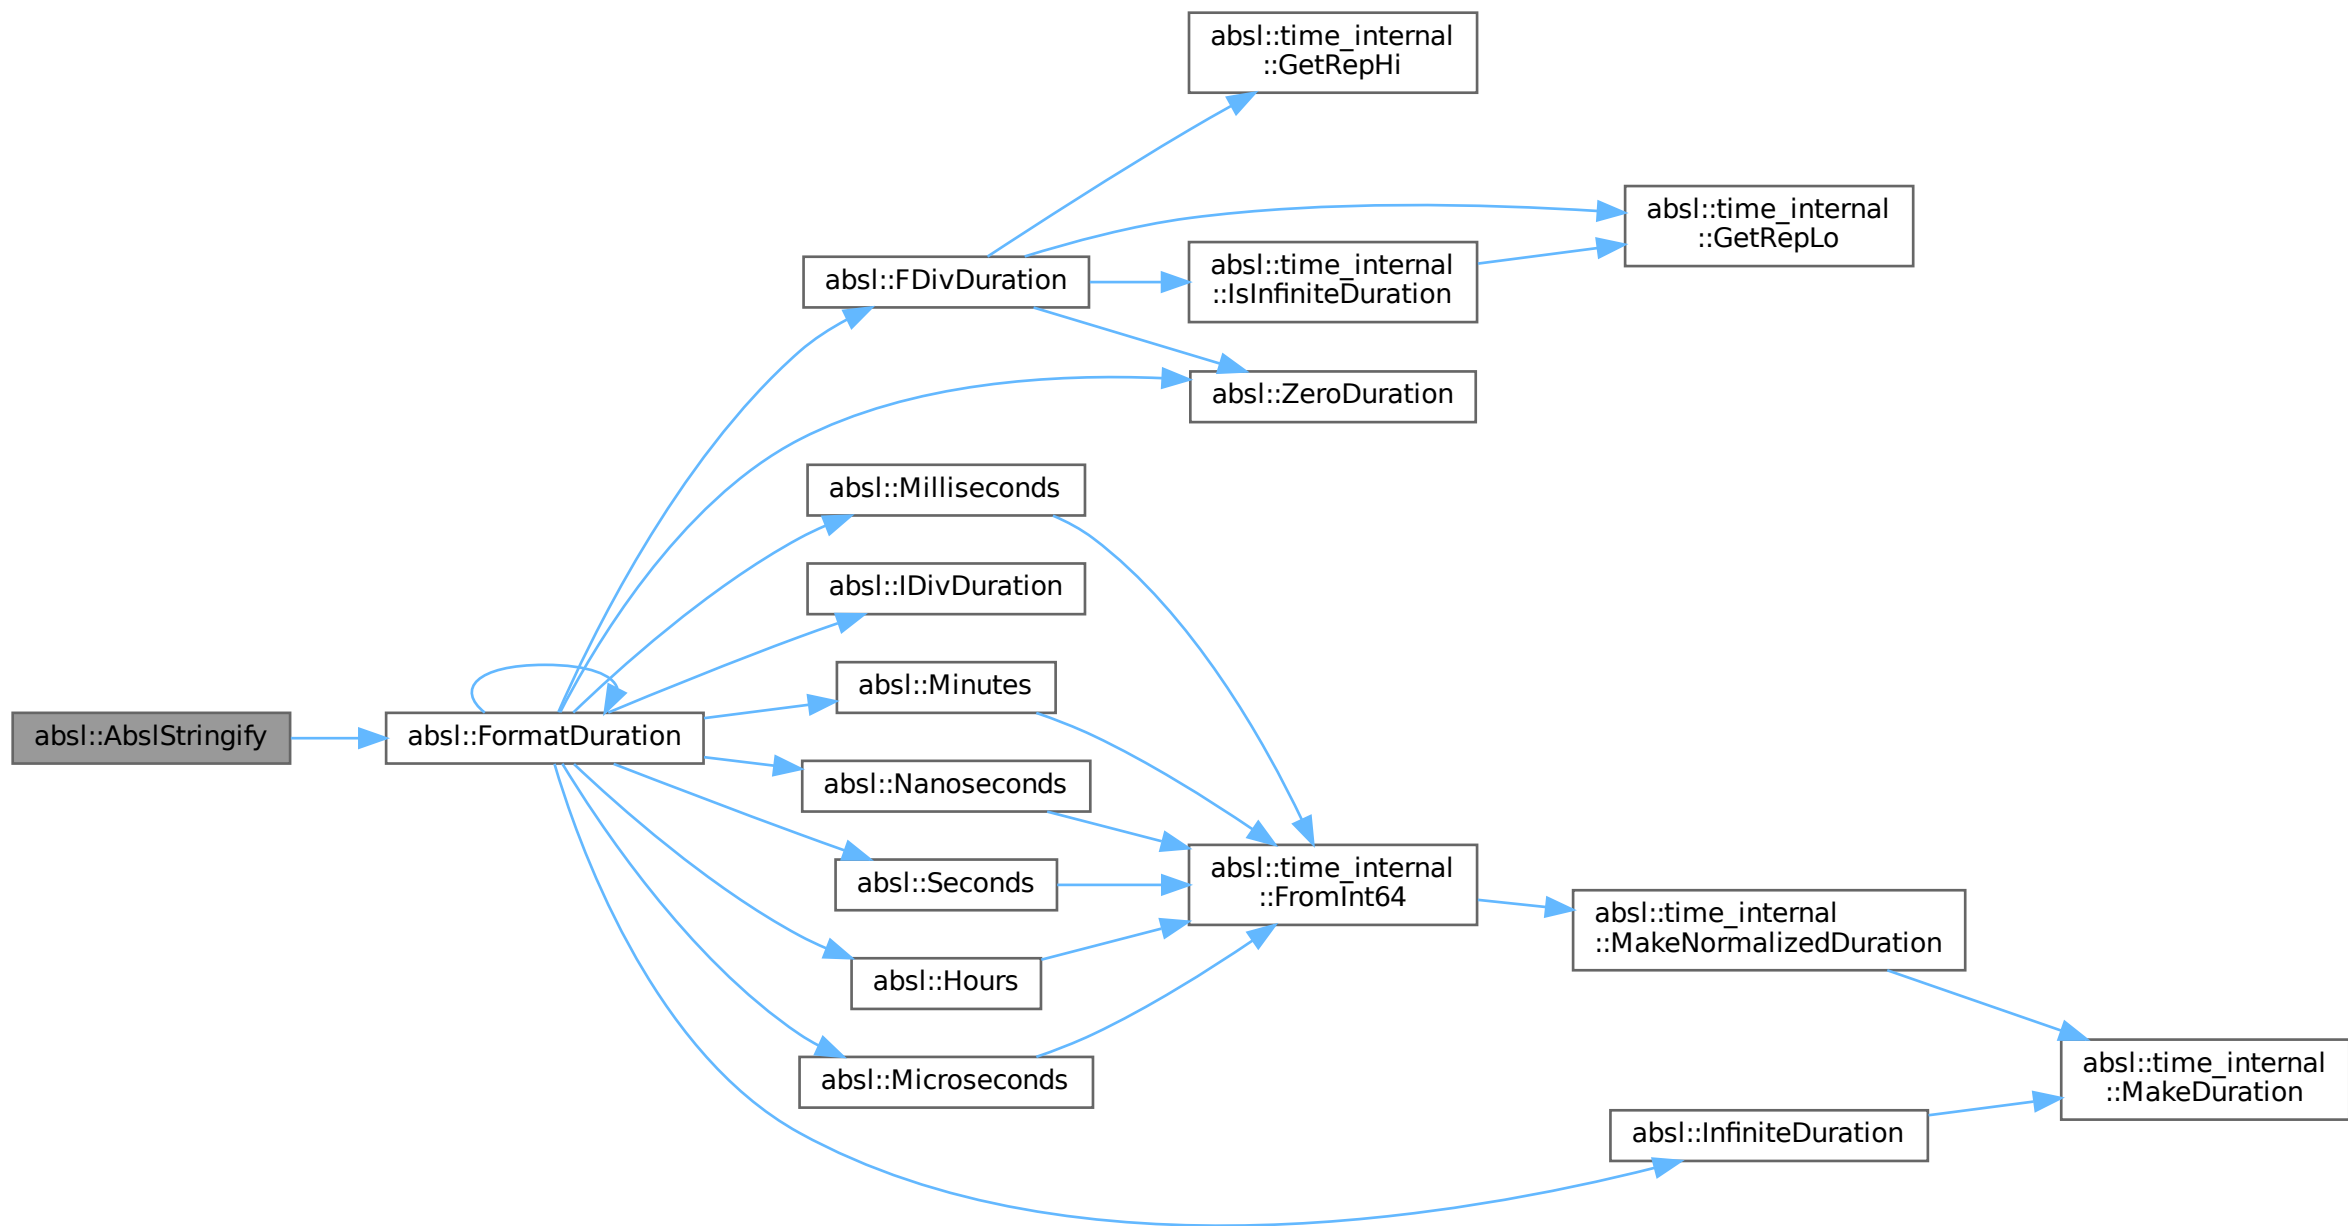 absl::time_internal
::GetRepHi
absl::time_internal
::GetRepLo
absl::FDivDuration
absl::time_internal
::IsInfiniteDuration
absl::ZeroDuration
absl::Milliseconds
absl::IDivDuration
absl::Minutes
absl::AbslStringify
absl::FormatDuration
absl::Nanoseconds
absl::Seconds
absl::time_internal
::FromInt64
absl::time_internal
::MakeNormalizedDuration
absl::Hours
absl::Microseconds
absl::time_internal
::MakeDuration
absl::InfiniteDuration